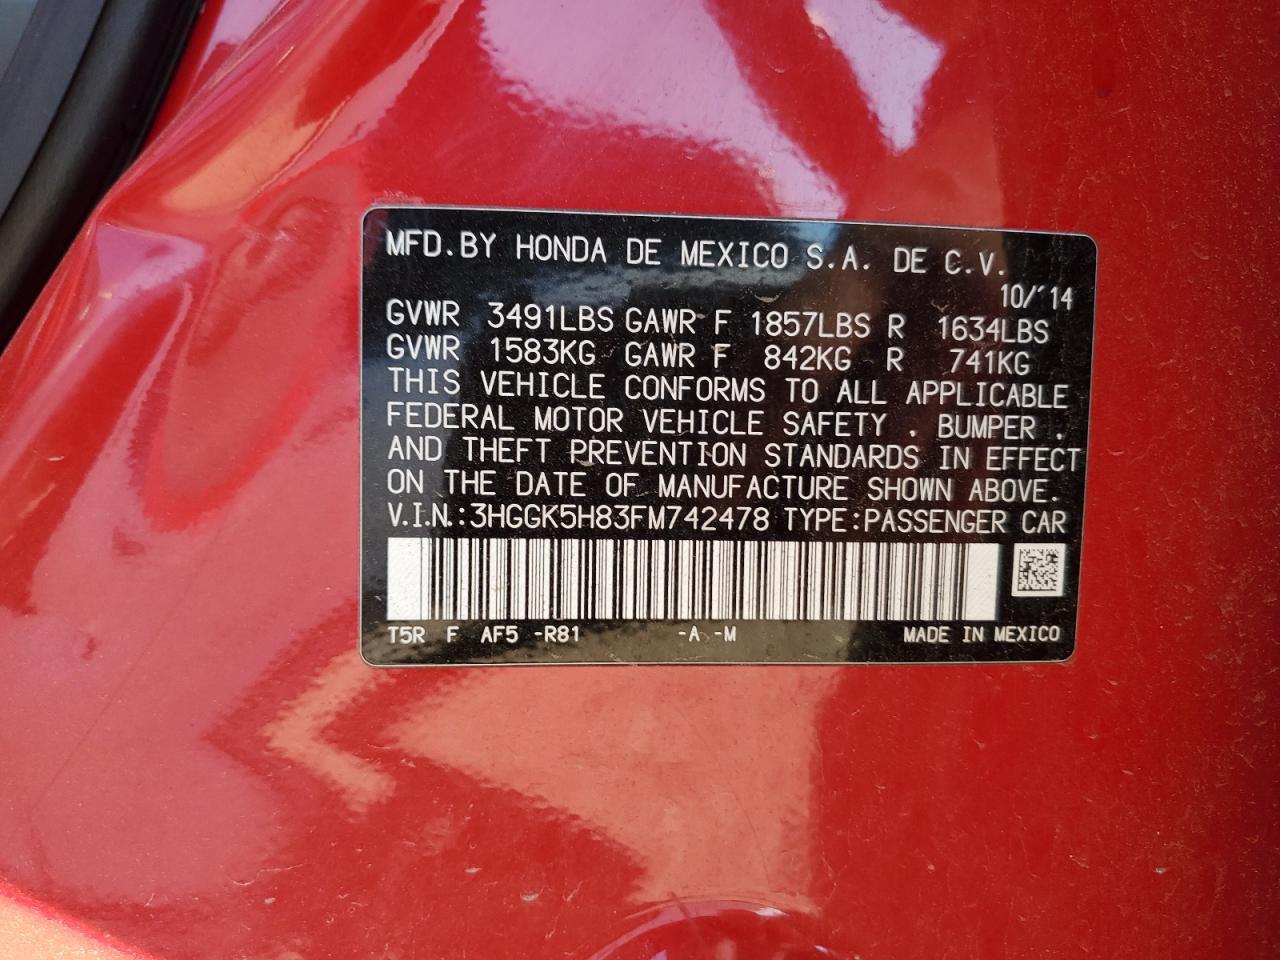 MFD.BY HONDA DE MEXICO S.A. DE C.V.
10/'14
GVWR 3491LBS GAWR F 1857LBS R 1634LBS
GVWR 1583KG GAWR F 842KG R 741KG
THIS VEHICLE CONFORMS TO ALL APPLICABLE
FEDERAL MOTOR VEHICLE SAFETY , BUMPER ,
AND THEFT PREVENTION STANDARDS IN EFFECT
ON THE DATE OF MANUFACTURE SHOWN ABOVE.
V.I.N.:3HGGK5H83FM742478 TYPE:PASSENGER CAR
T5R F AF5 -R81 -A -M MADE IN MEXICO